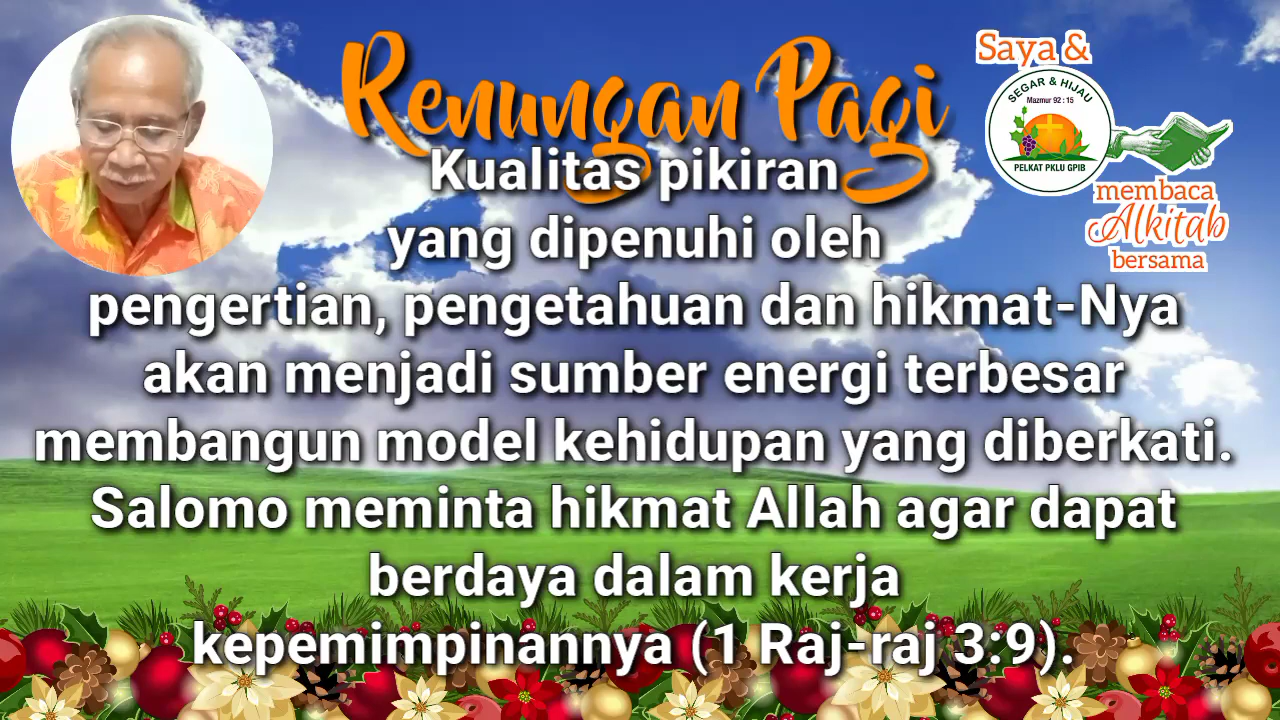 Renungan Pagi
Saya &
SEGAR & HIJAU
Mazmur 92 : 15
PELKAT PKLU GPIB
membaca
Alkitab
bersama
Kualitas pikiran
yang dipenuhi oleh
pengertian, pengetahuan dan hikmat-Nya
akan menjadi sumber energi terbesar
membangun model kehidupan yang diberkati.
Salomo meminta hikmat Allah agar dapat
berdaya dalam kerja
kepemimpinannya (1 Raj-raj 3:9).